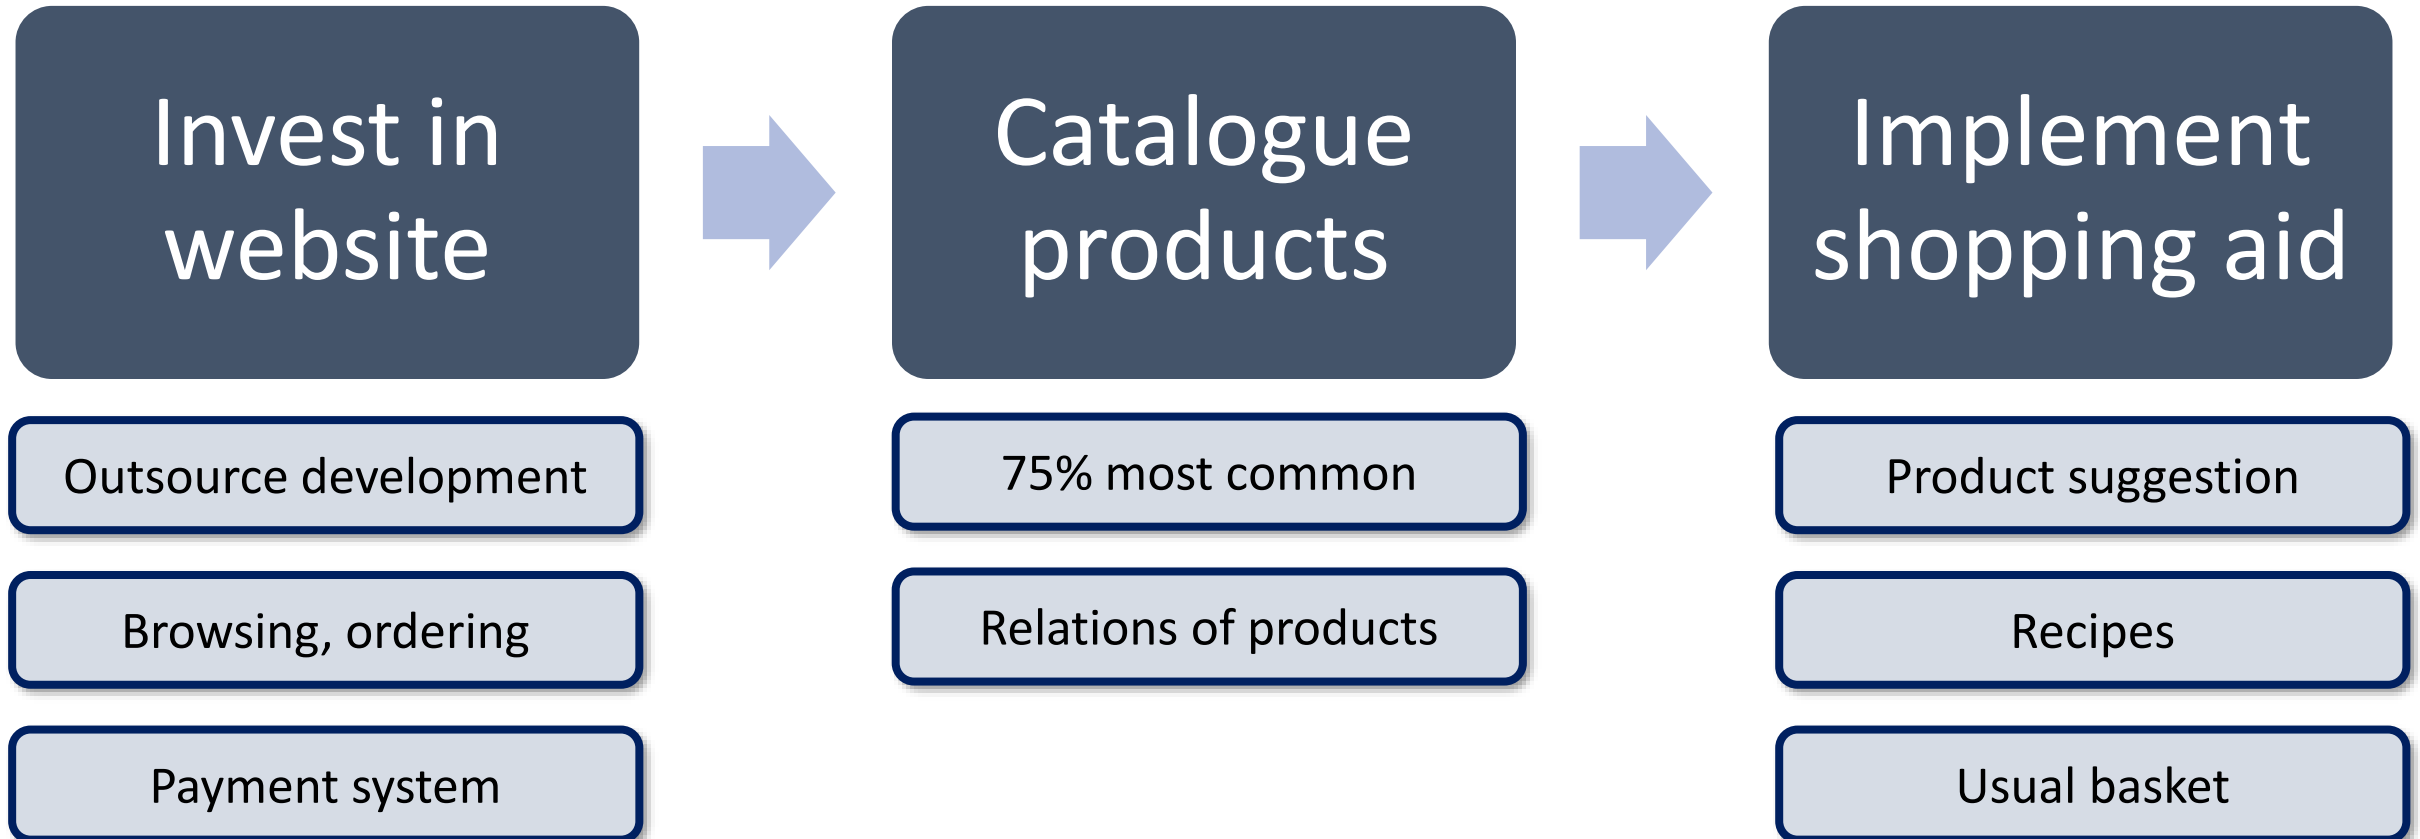 Invest in
website
Catalogue
products
Implement
shopping aid
Outsource development
Browsing, ordering
Payment system
75% most common
Relations of products
Product suggestion
Recipes
Usual basket